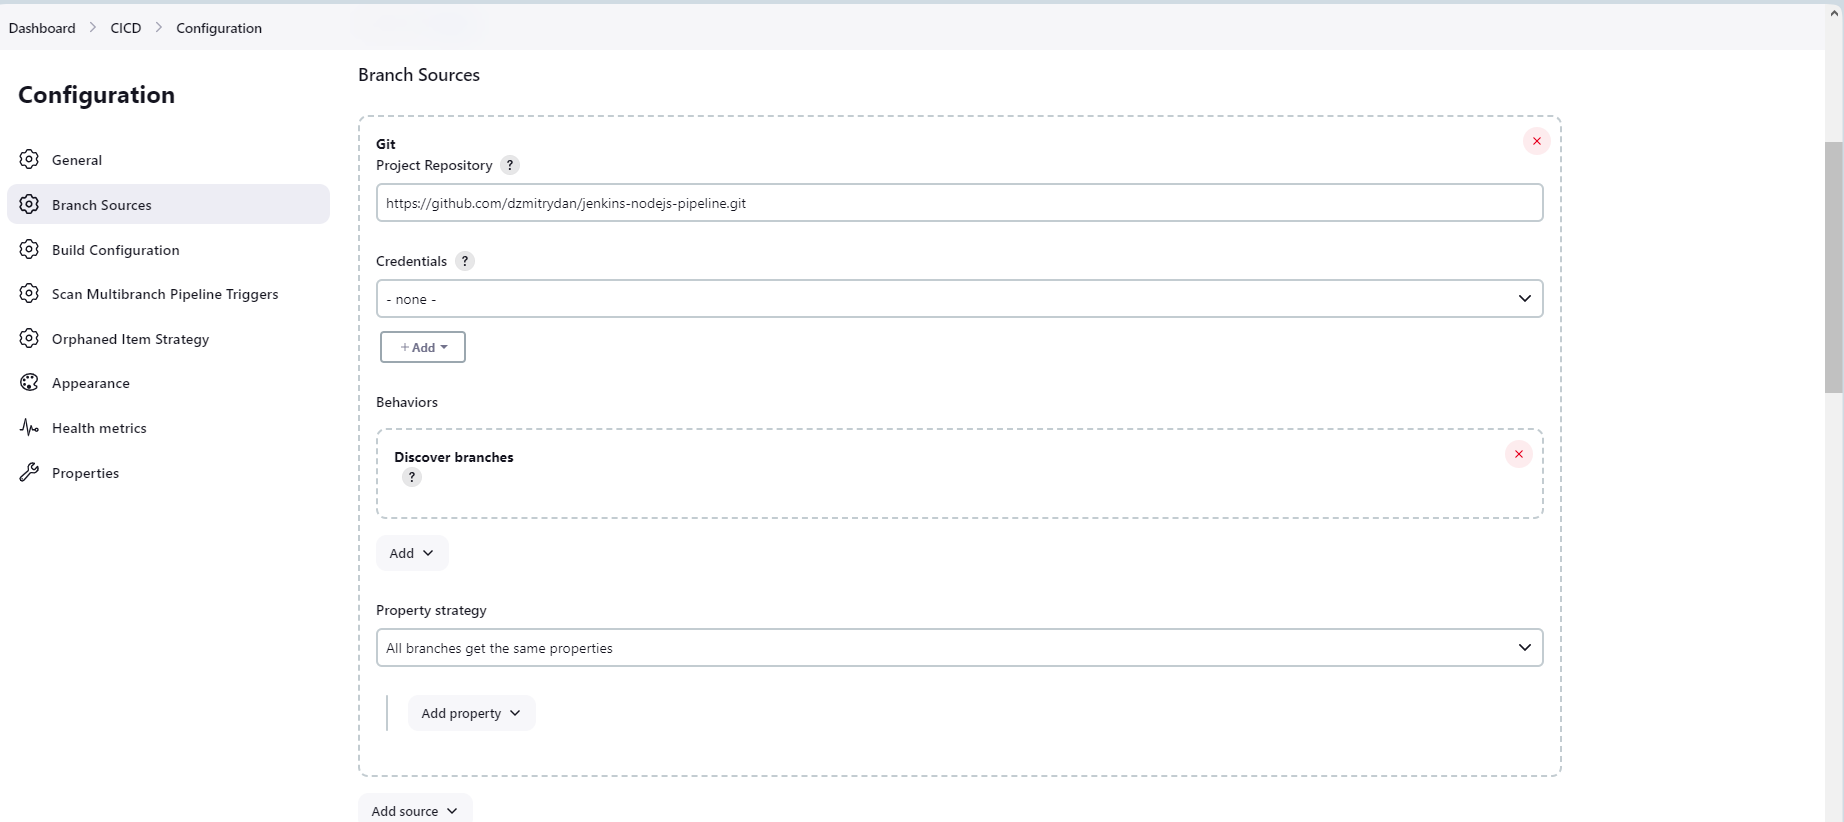 Dashboard > CICD > Configuration
Configuration
General
Branch Sources
Build Configuration
Scan Multibranch Pipeline Triggers
Orphaned Item Strategy
Appearance
Health metrics
Properties
Branch Sources
Git
Project Repository ?
https://github.com/dzmitrydan/jenkins-nodejs-pipeline.git
Credentials ?
- none -
+ Add
Behaviors
Discover branches
?
Add
Property strategy
All branches get the same properties
Add property
Add source